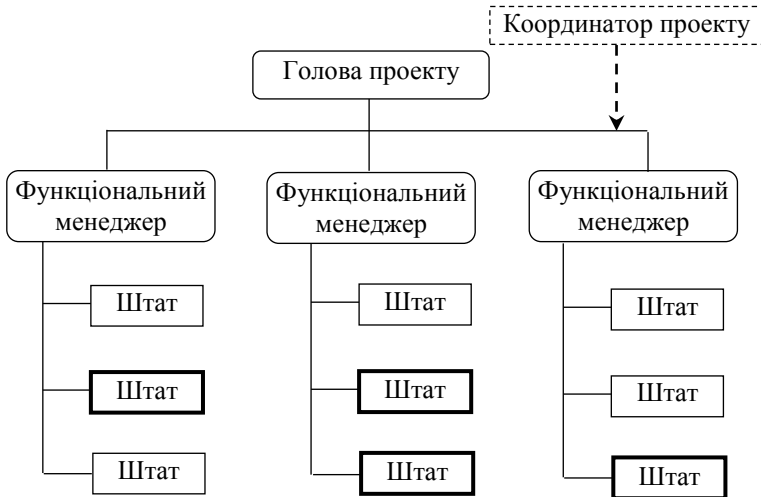 Координатор проекту
Голова проекту
Функціональний
менеджер
Функціональний
менеджер
Функціональний
менеджер
Штат
Штат
Штат
Штат
Штат
Штат
Штат
Штат
Штат